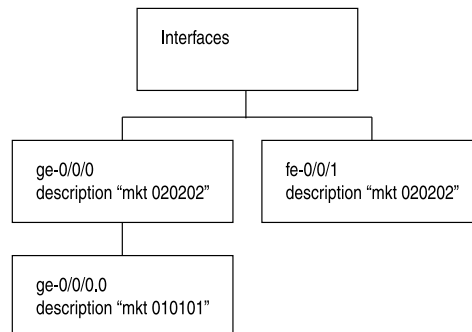 Interfaces
ge-0/0/0
description “mkt 020202”
fe-0/0/1
description “mkt 020202”
ge-0/0/0.0
description “mkt 010101”